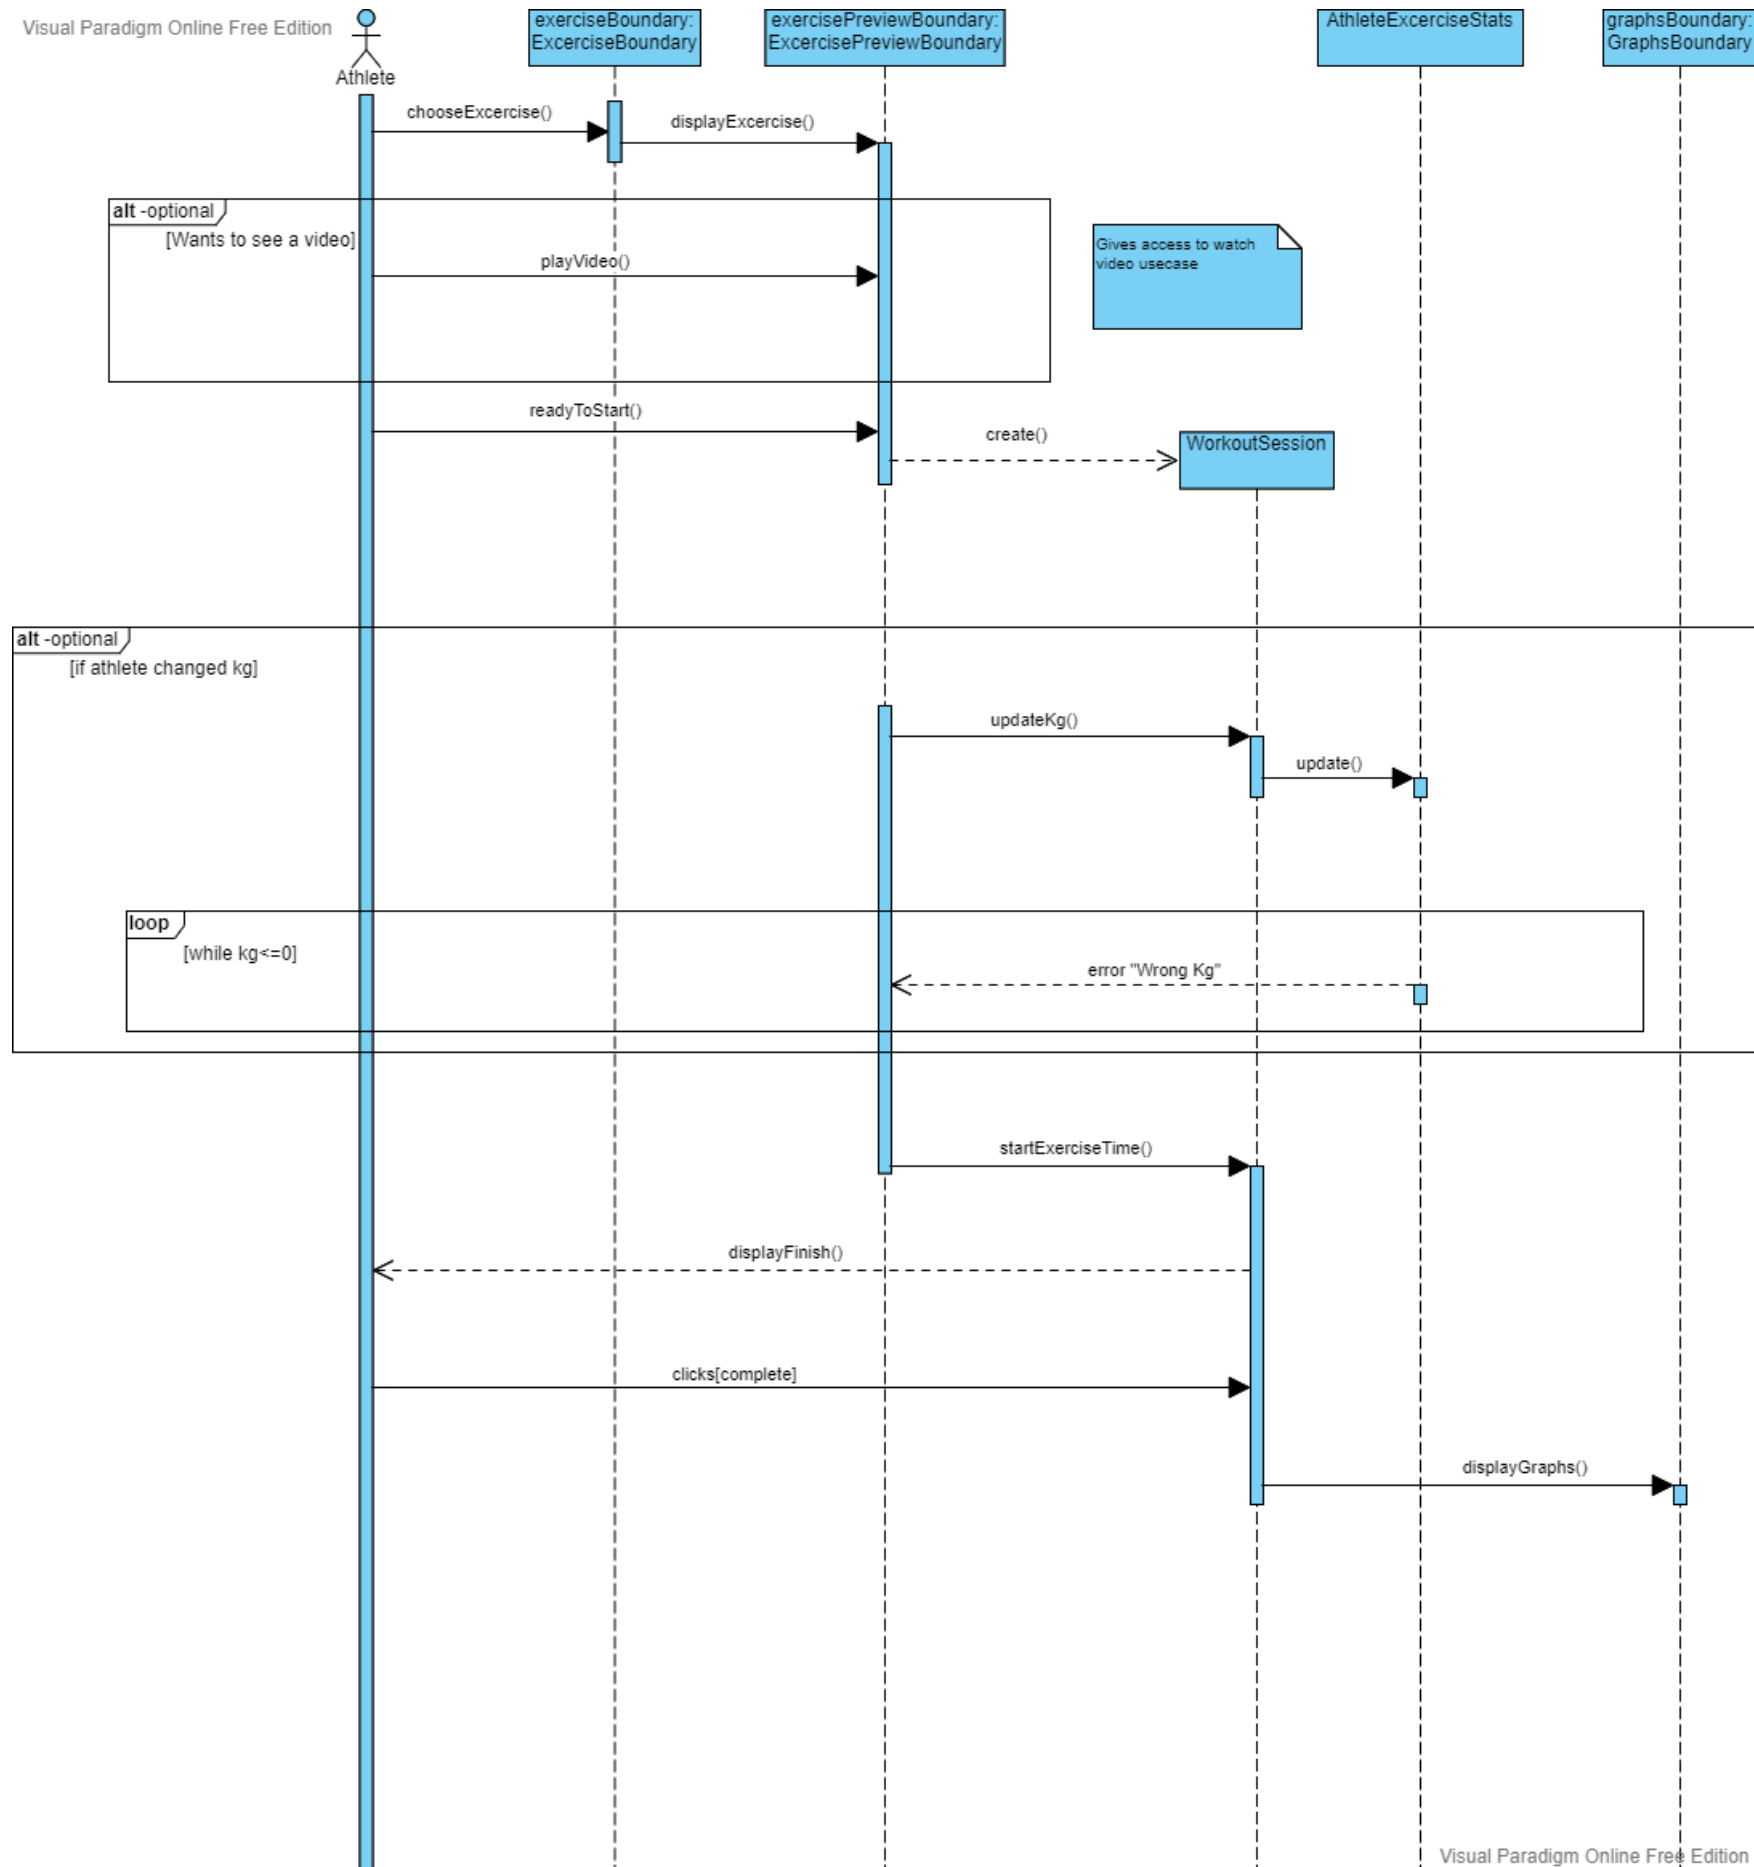 Visual Paradigm Online Free Edition
Athlete
exerciseBoundary:
ExcerciseBoundary
exercisePreviewBoundary:
ExcercisePreviewBoundary
AthleteExcerciseStats
graphsBoundary:
GraphsBoundary
chooseExcercise()
displayExcercise()
alt -optional
[Wants to see a video]
Gives access to watch
video usecase
playVideo()
readyToStart()
create()
WorkoutSession
alt -optional
[if athlete changed kg]
updateKg()
update()
loop
[while kg<=0]
error "Wrong Kg"
startExerciseTime()
displayFinish()
clicks[complete]
displayGraphs()
Visual Paradigm Online Free Edition